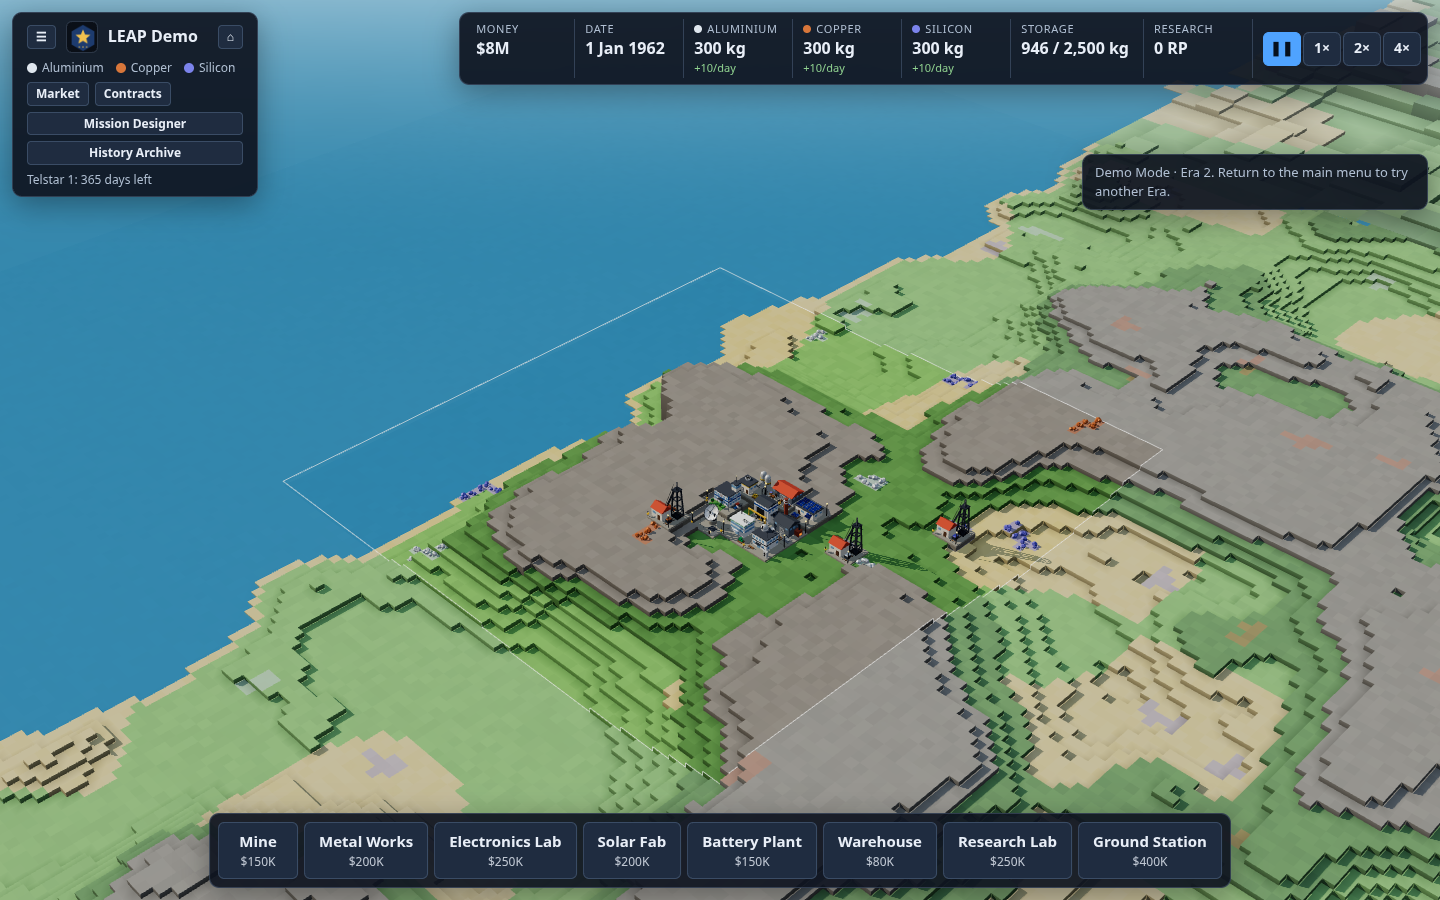 ☰ LEAP Demo ⌂
Aluminium Copper Silicon
Market Contracts
Mission Designer
History Archive
Telstar 1: 365 days left
MONEY
$8M
DATE
1 Jan 1962
ALUMINIUM
300 kg
+10/day
COPPER
300 kg
+10/day
SILICON
300 kg
+10/day
STORAGE
946 / 2,500 kg
RESEARCH
0 RP
1× 2× 4×
Demo Mode · Era 2. Return to the main menu to try
another Era.
Mine
$150K
Metal Works
$200K
Electronics Lab
$250K
Solar Fab
$200K
Battery Plant
$150K
Warehouse
$80K
Research Lab
$250K
Ground Station
$400K